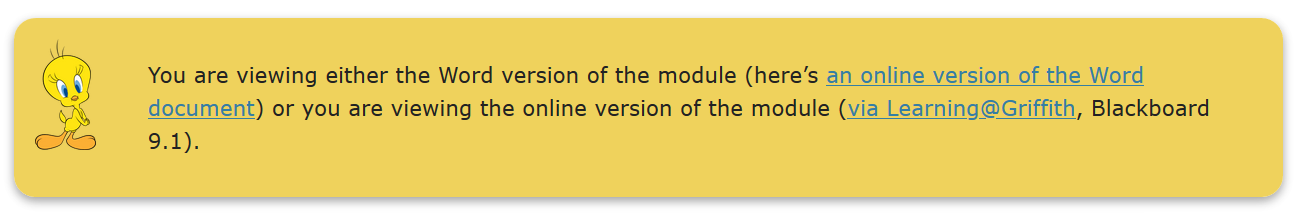 You are viewing either the Word version of the module (here’s an online version of the Word
document) or you are viewing the online version of the module (via Learning@Griffith, Blackboard
9.1).